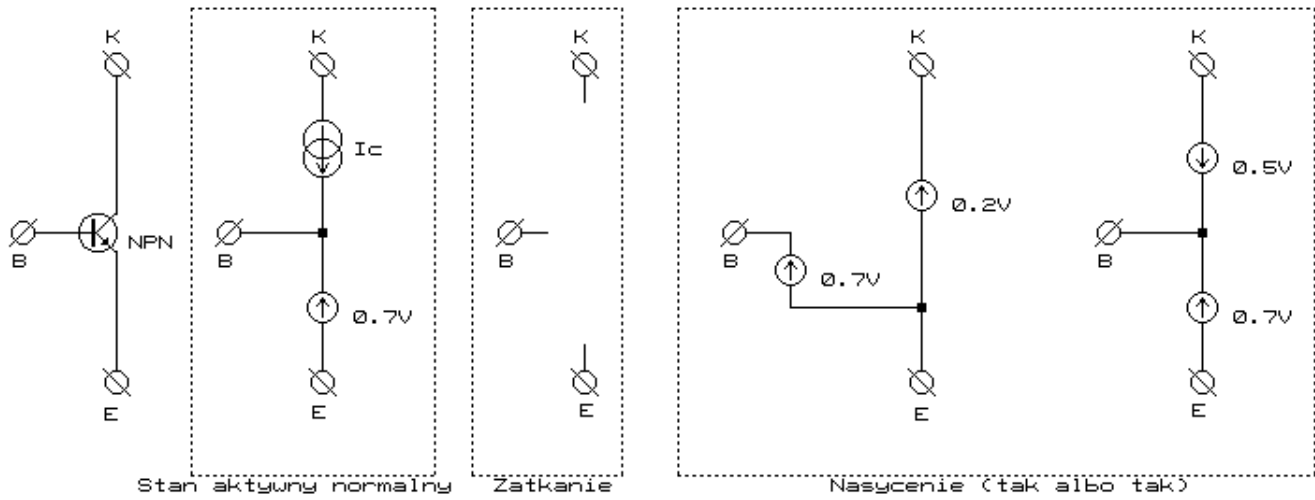 K
K
K
K
K
Ic
0.5V
0.2V
NPN
B
B
B
B
B
0.7V
0.7V
0.7V
E
E
E
E
E
Stan aktywny normalny
Zatkanie
Nasycenie (tak albo tak)